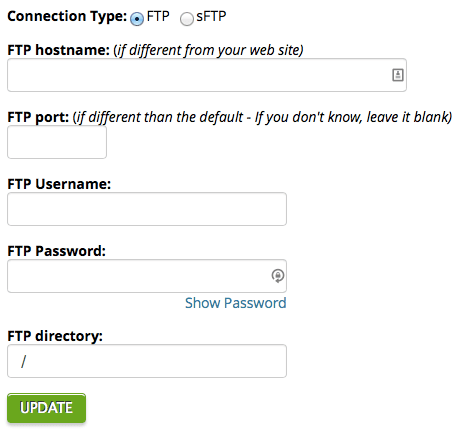 Connection Type: FTP sFTP
FTP hostname: (if different from your web site)
FTP port: (if different than the default - If you don't know, leave it blank)
FTP Username:
FTP Password:
Show Password
FTP directory:
/
UPDATE